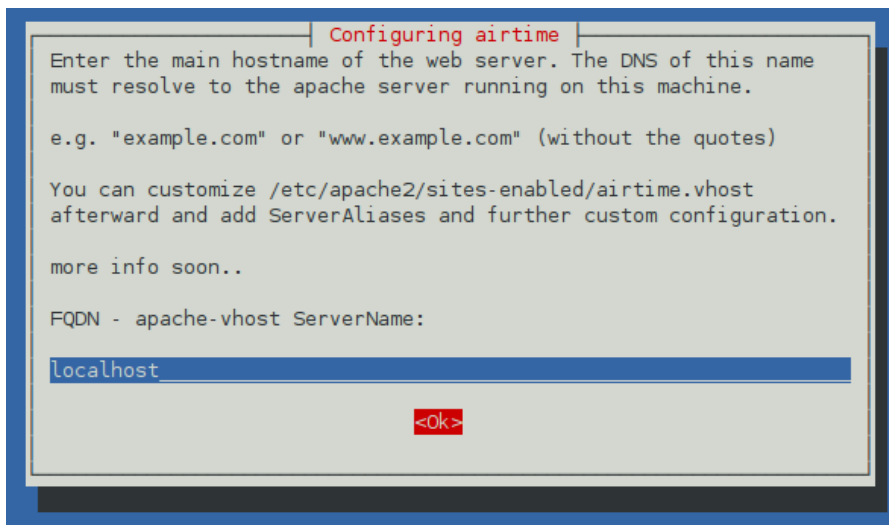 Configuring airtime
Enter the main hostname of the web server. The DNS of this name
must resolve to the apache server running on this machine.
e.g. "example.com" or "www.example.com" (without the quotes)
You can customize /etc/apache2/sites-enabled/airtime.vhost
afterward and add ServerAliases and further custom configuration.
more info soon..
FQDN - apache-vhost ServerName:
localhost
<Ok>